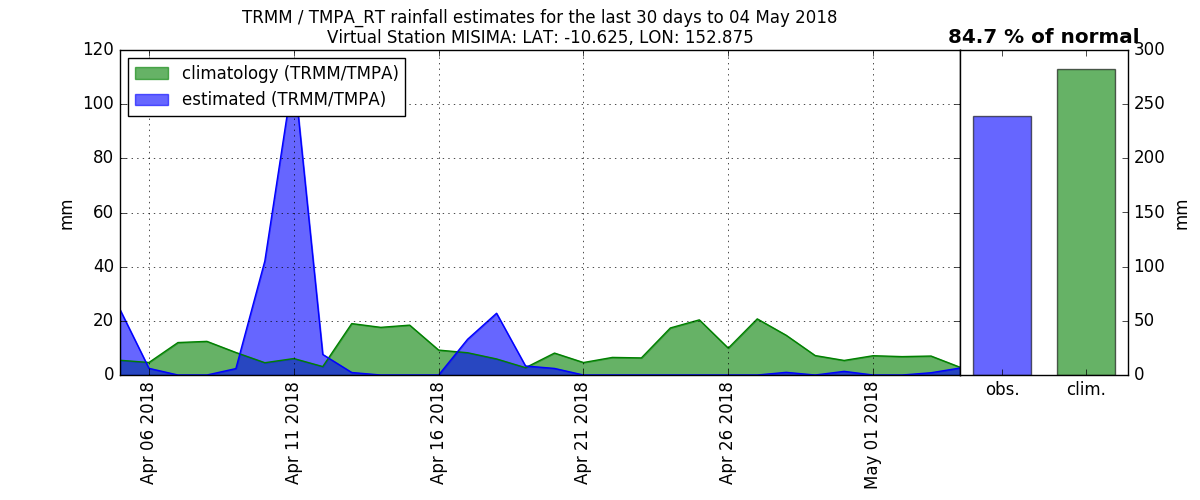 TRMM / TMPA_RT rainfall estimates for the last 30 days to 04 May 2018
Virtual Station MISIMA: LAT: -10.625, LON: 152.875
84.7 % of normal
climatology (TRMM/TMPA)
estimated (TRMM/TMPA)
120
100
80
60
40
20
0
mm
300
250
200
150
100
50
0
mm
Apr 06 2018
Apr 11 2018
Apr 16 2018
Apr 21 2018
Apr 26 2018
May 01 2018
obs.
clim.